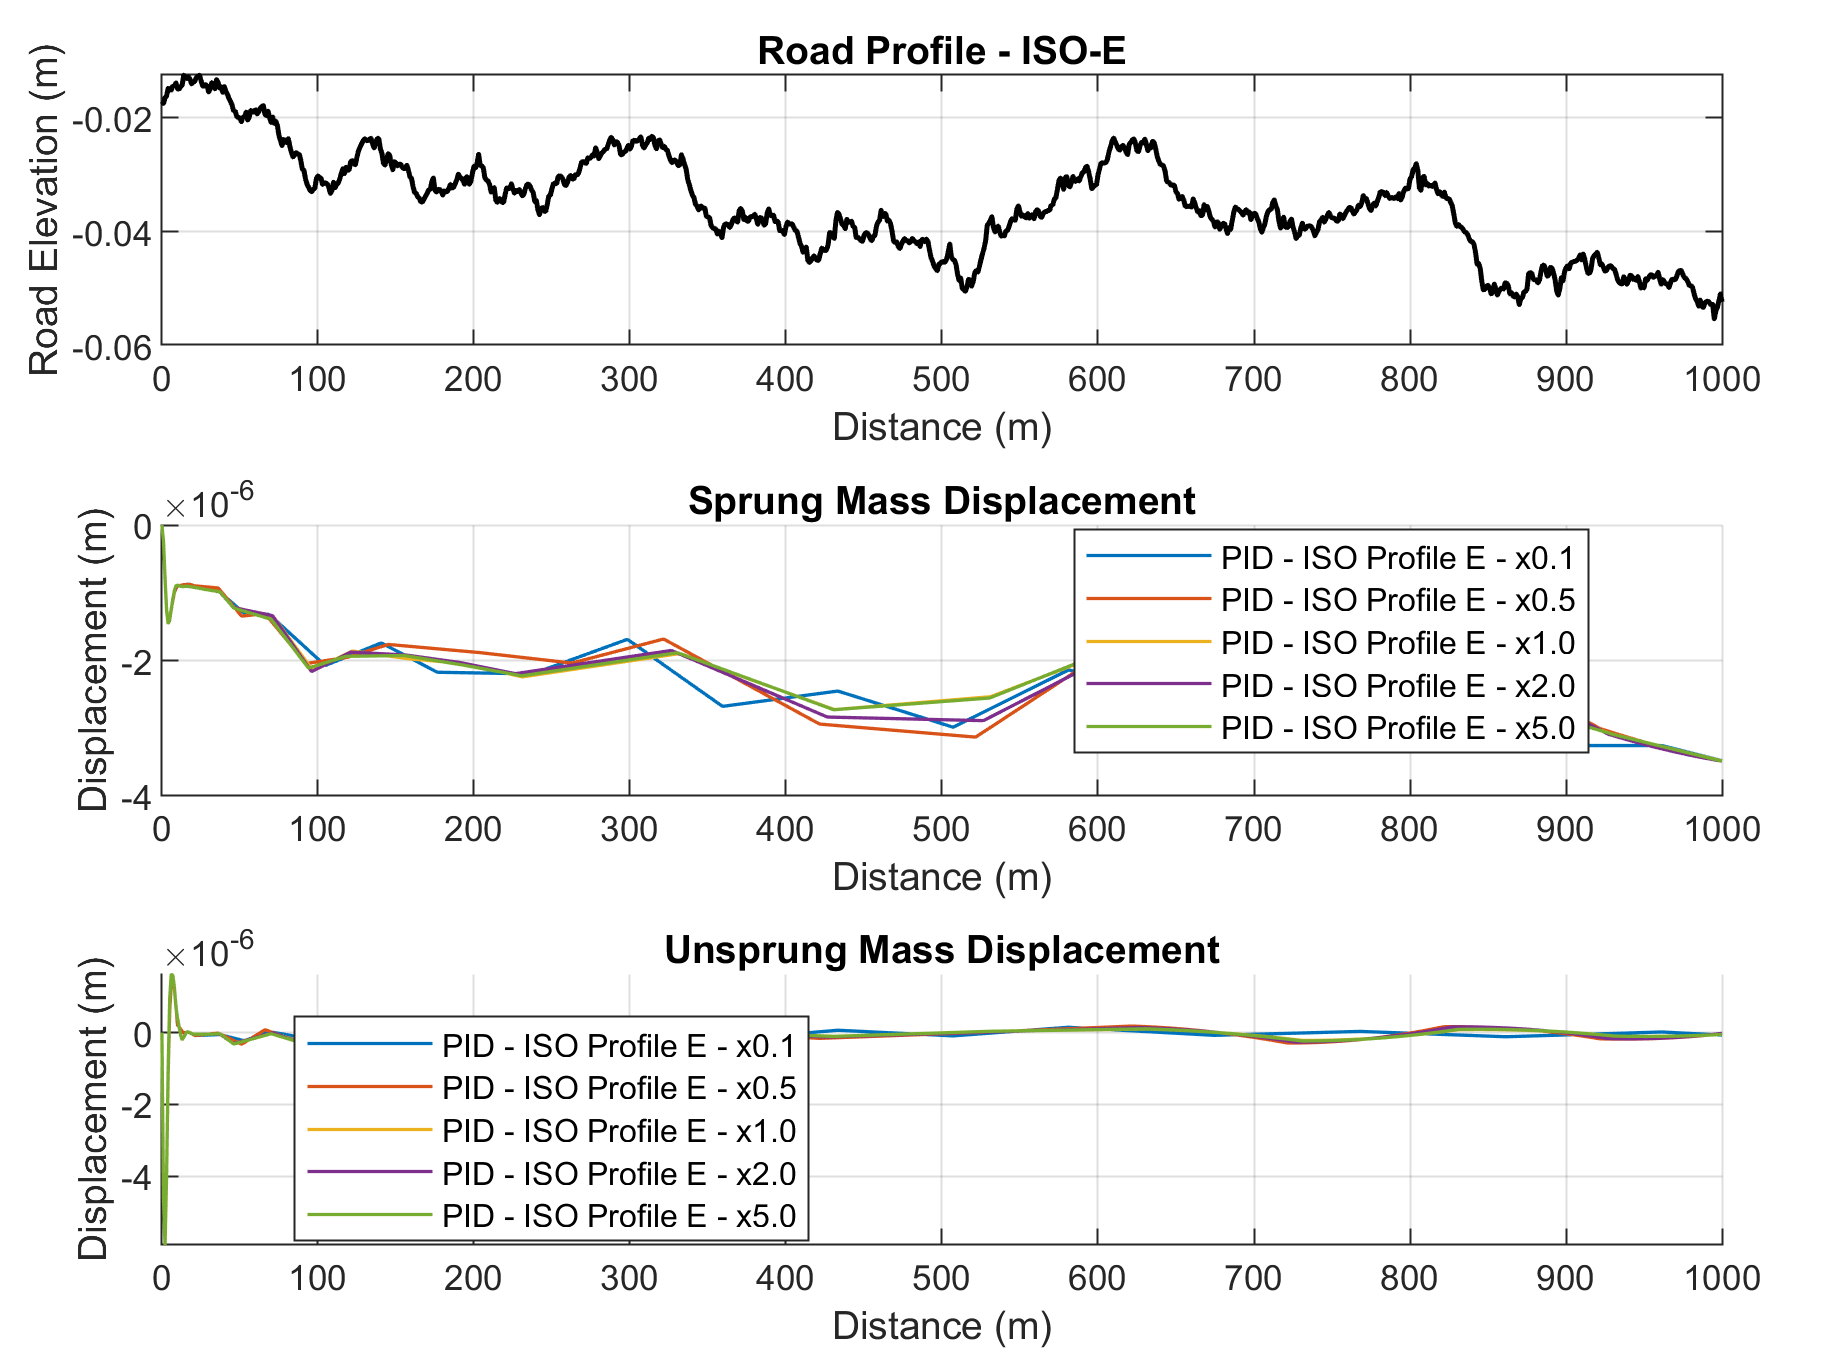 Road Profile - ISO-E
Road Elevation (m)
-0.02
-0.04
-0.06
0 100 200 300 400 500 600 700 800 900 1000
Distance (m)
×10-6
Sprung Mass Displacement
Displacement (m)
0
-2
-4
PID - ISO Profile E - x0.1
PID - ISO Profile E - x0.5
PID - ISO Profile E - x1.0
PID - ISO Profile E - x2.0
PID - ISO Profile E - x5.0
0 100 200 300 400 500 600 700 800 900 1000
Distance (m)
×10-6
Unsprung Mass Displacement
Displacement (m)
0
-2
-4
PID - ISO Profile E - x0.1
PID - ISO Profile E - x0.5
PID - ISO Profile E - x1.0
PID - ISO Profile E - x2.0
PID - ISO Profile E - x5.0
0 100 200 300 400 500 600 700 800 900 1000
Distance (m)